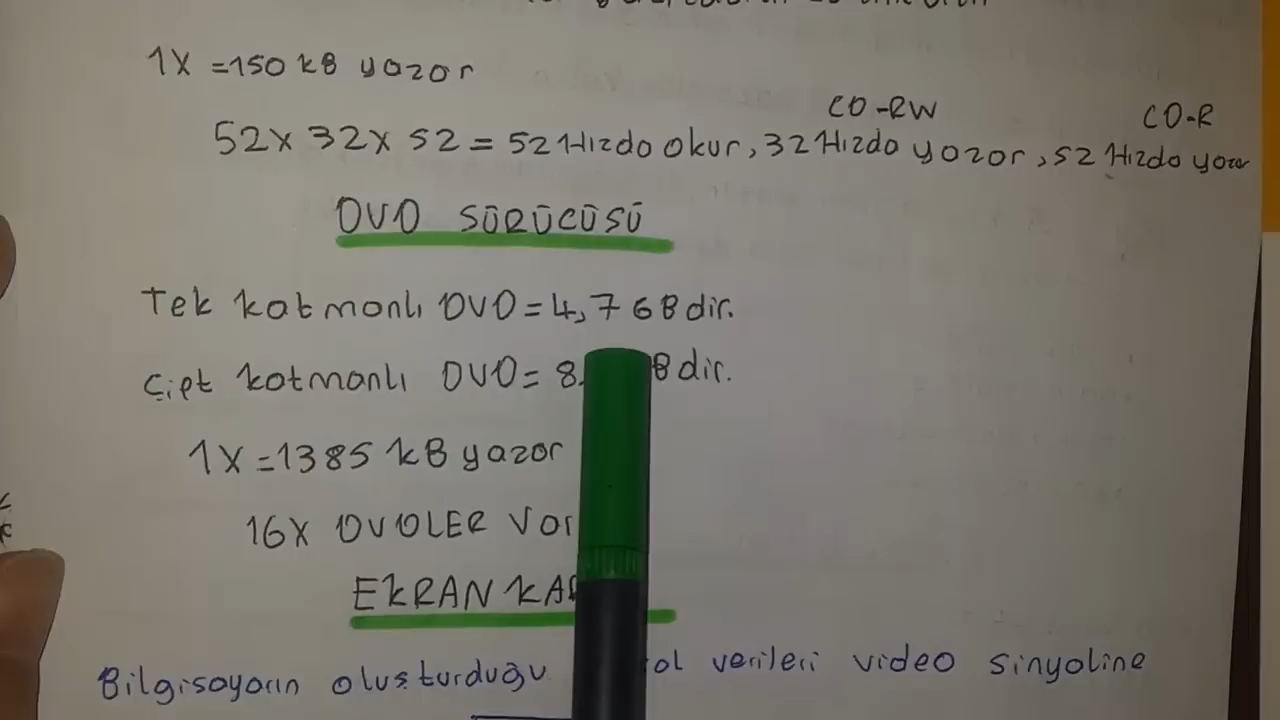 1X = 150 kB yazar
CD-RW CD-R
52x 32x 52 = 52 Hızda okur, 32 Hızda yazar, 52 Hızda yazar
DVD SÜRÜCÜSÜ
Tek katmanlı DVD = 4,7 GB dir.
Çift katmanlı DVD = 8, B dir.
1X = 1385 kB yazar
16X DVDLER var
EKRAN
Bilgisayarın oluşturduğu verileri video sinyaline